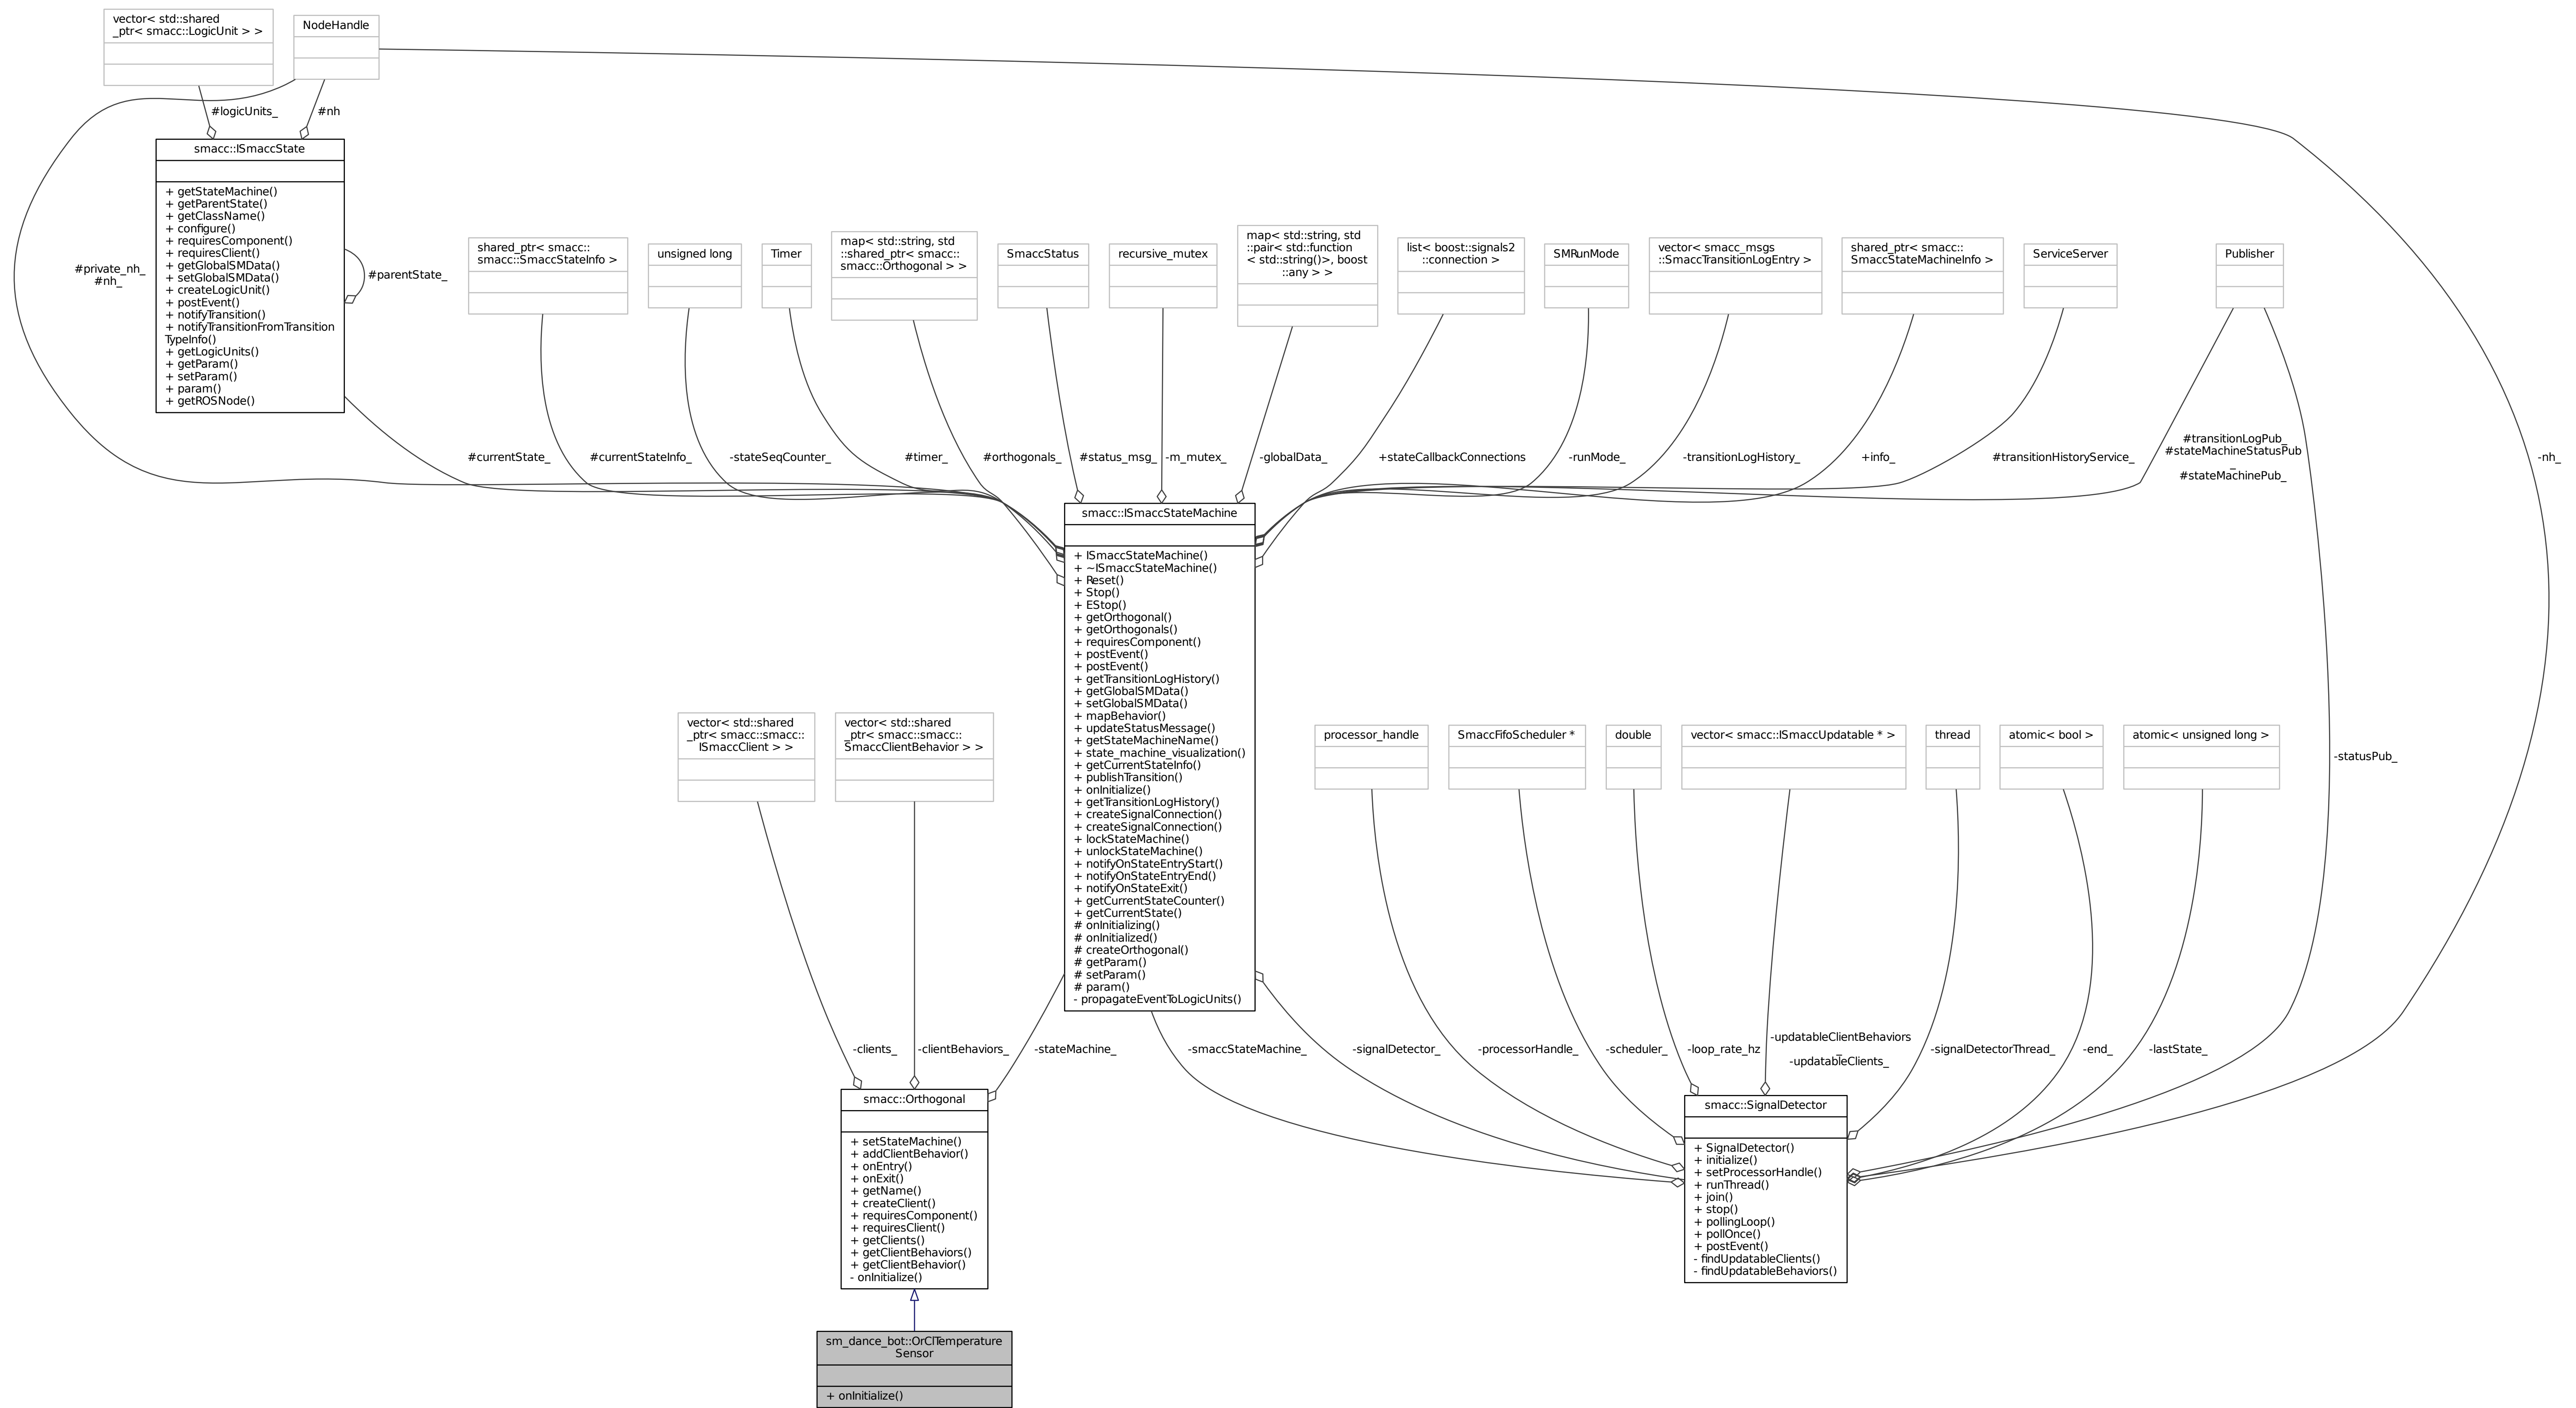 vector< std::shared
_ptr< smacc::LogicUnit > >
NodeHandle
#logicUnits_
#nh
smacc::ISmaccState
+ getStateMachine()
+ getParentState()
+ getClassName()
+ configure()
+ requiresComponent()
+ requiresClient()
+ getGlobalSMData()
+ setGlobalSMData()
+ createLogicUnit()
+ postEvent()
+ notifyTransition()
+ notifyTransitionFromTransition
TypeInfo()
+ getLogicUnits()
+ getParam()
+ setParam()
+ param()
+ getROSNode()
#private_nh_
#nh_
#parentState_
shared_ptr< smacc::
smacc::SmaccStateInfo >
unsigned long
Timer
map< std::string, std
::shared_ptr< smacc::
smacc::Orthogonal > >
SmaccStatus
recursive_mutex
map< std::string, std
::pair< std::function
< std::string()>, boost
::any > >
list< boost::signals2
::connection >
SMRunMode
vector< smacc_msgs
::SmaccTransitionLogEntry >
shared_ptr< smacc::
SmaccStateMachineInfo >
ServiceServer
Publisher
#currentState_
#currentStateInfo_
-stateSeqCounter_
#timer_
#orthogonals_
#status_msg_
-m_mutex_
-globalData_
+stateCallbackConnections
-runMode_
-transitionLogHistory_
+info_
#transitionHistoryService_
#transitionLogPub_
#stateMachineStatusPub
_
#stateMachinePub_
-nh_
smacc::ISmaccStateMachine
+ ISmaccStateMachine()
+ ~ISmaccStateMachine()
+ Reset()
+ Stop()
+ EStop()
+ getOrthogonal()
+ getOrthogonals()
+ requiresComponent()
+ postEvent()
+ postEvent()
+ getTransitionLogHistory()
+ getGlobalSMData()
+ setGlobalSMData()
+ mapBehavior()
+ updateStatusMessage()
+ getStateMachineName()
+ state_machine_visualization()
+ getCurrentStateInfo()
+ publishTransition()
+ onInitialize()
+ getTransitionLogHistory()
+ createSignalConnection()
+ createSignalConnection()
+ lockStateMachine()
+ unlockStateMachine()
+ notifyOnStateEntryStart()
+ notifyOnStateEntryEnd()
+ notifyOnStateExit()
+ getCurrentStateCounter()
+ getCurrentState()
# onInitializing()
# onInitialized()
# createOrthogonal()
# getParam()
# setParam()
# param()
- propagateEventToLogicUnits()
vector< std::shared
_ptr< smacc::smacc::
ISmaccClient > >
vector< std::shared
_ptr< smacc::smacc::
SmaccClientBehavior > >
processor_handle
SmaccFifoScheduler *
double
vector< smacc::ISmaccUpdatable * >
thread
atomic< bool >
atomic< unsigned long >
-statusPub_
-clients_
-clientBehaviors_
-stateMachine_
-smaccStateMachine_
-signalDetector_
-processorHandle_
-scheduler_
-loop_rate_hz
-updatableClientBehaviors
_
-updatableClients_
-signalDetectorThread_
-end_
-lastState_
smacc::Orthogonal
+ setStateMachine()
+ addClientBehavior()
+ onEntry()
+ onExit()
+ getName()
+ createClient()
+ requiresComponent()
+ requiresClient()
+ getClients()
+ getClientBehaviors()
+ getClientBehavior()
- onInitialize()
smacc::SignalDetector
+ SignalDetector()
+ initialize()
+ setProcessorHandle()
+ runThread()
+ join()
+ stop()
+ pollingLoop()
+ pollOnce()
+ postEvent()
- findUpdatableClients()
- findUpdatableBehaviors()
sm_dance_bot::OrClTemperature
Sensor
+ onInitialize()